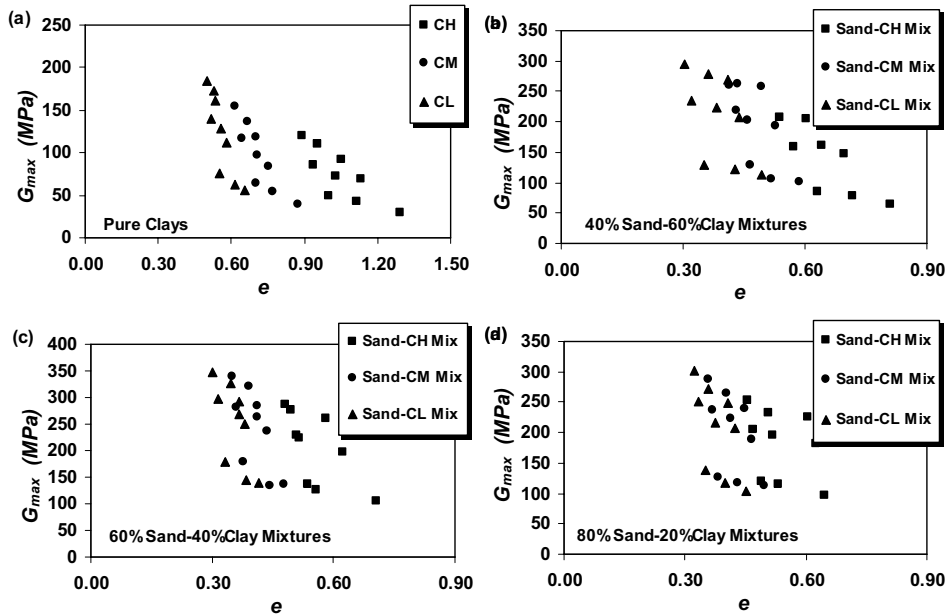 (a)
250
200
150
100
50
0
G_max (MPa)
CH
CM
CL
Pure Clays
0.00 0.30 0.60 0.90 1.20 1.50
e
(b)
350
300
250
200
150
100
50
0
G_max (MPa)
Sand-CH Mix
Sand-CM Mix
Sand-CL Mix
40% Sand-60%Clay Mixtures
0.00 0.30 0.60 0.90
e
(c)
400
350
300
250
200
150
100
50
0
G_max (MPa)
Sand-CH Mix
Sand-CM Mix
Sand-CL Mix
60% Sand-40%Clay Mixtures
0.00 0.30 0.60 0.90
e
(d)
350
300
250
200
150
100
50
0
G_max (MPa)
Sand-CH Mix
Sand-CM Mix
Sand-CL Mix
80% Sand-20%Clay Mixtures
0.00 0.30 0.60 0.90
e